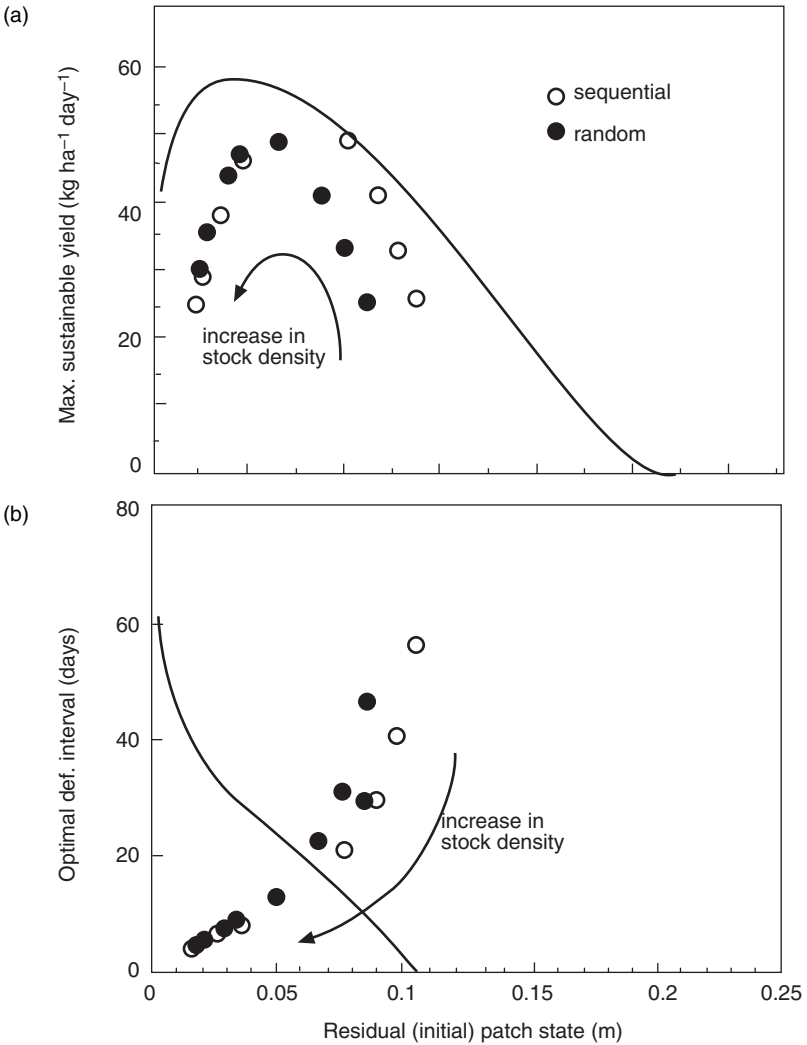 (a)
Max. sustainable yield (kg ha⁻¹ day⁻¹)
60
40
20
0
sequential
random
increase in
stock density
(b)
Optimal def. interval (days)
80
60
40
20
0
increase in
stock density
0 0.05 0.1 0.15 0.2 0.25
Residual (initial) patch state (m)